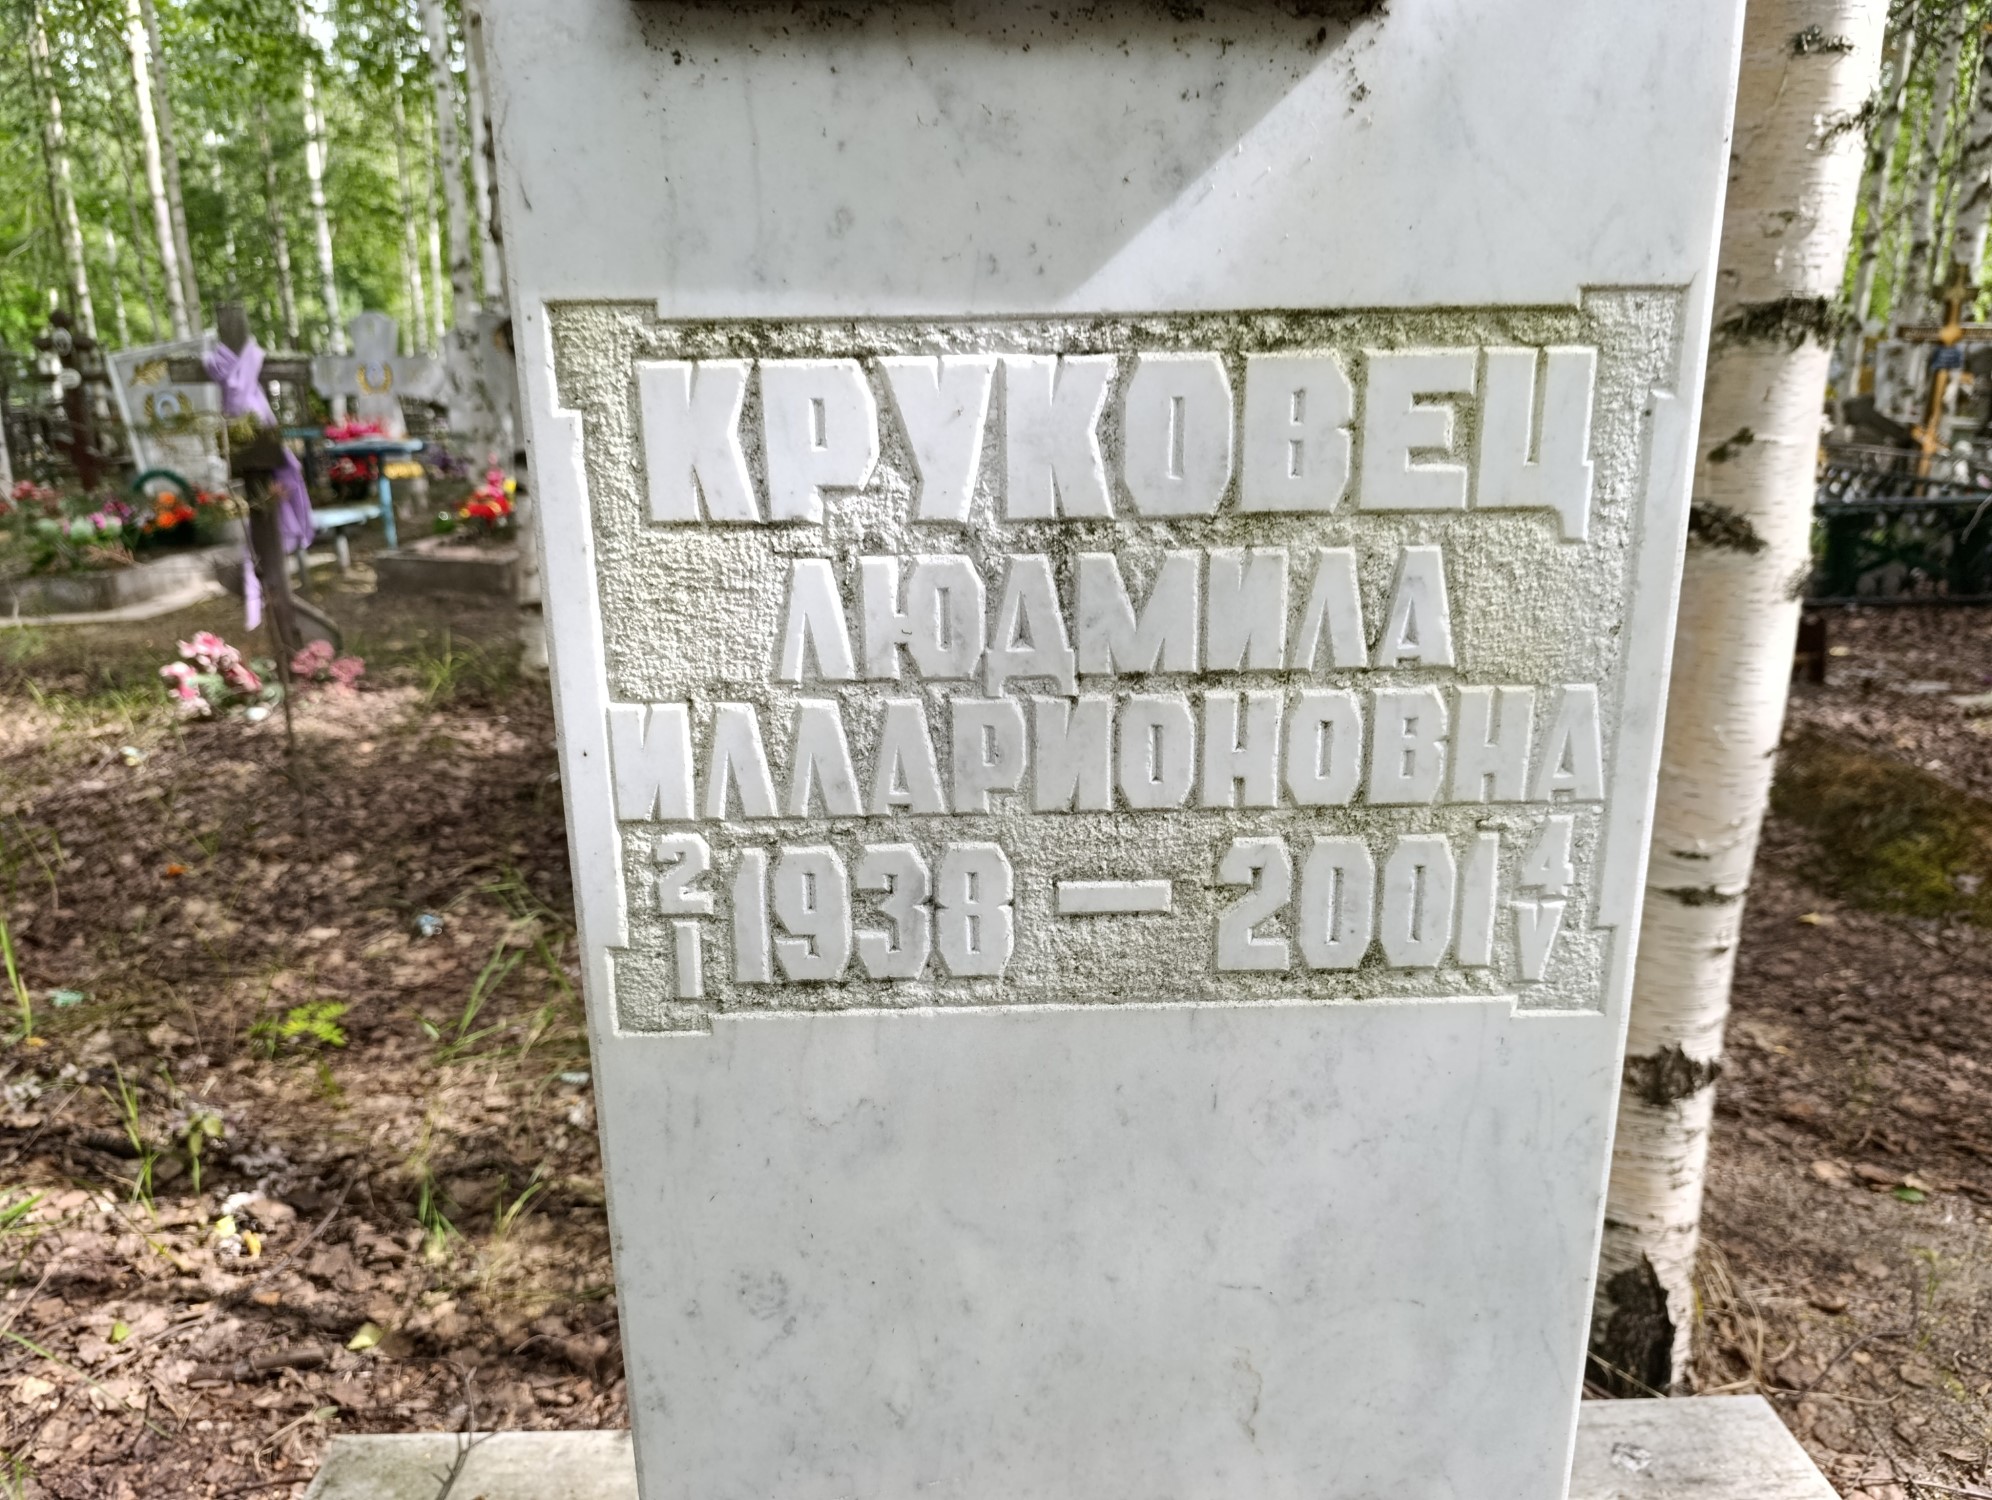 КРУКОВЕЦ
ЛЮДМИЛА
ИЛЛАРИОНОВНА
2 I 1938 — 2001 4 V